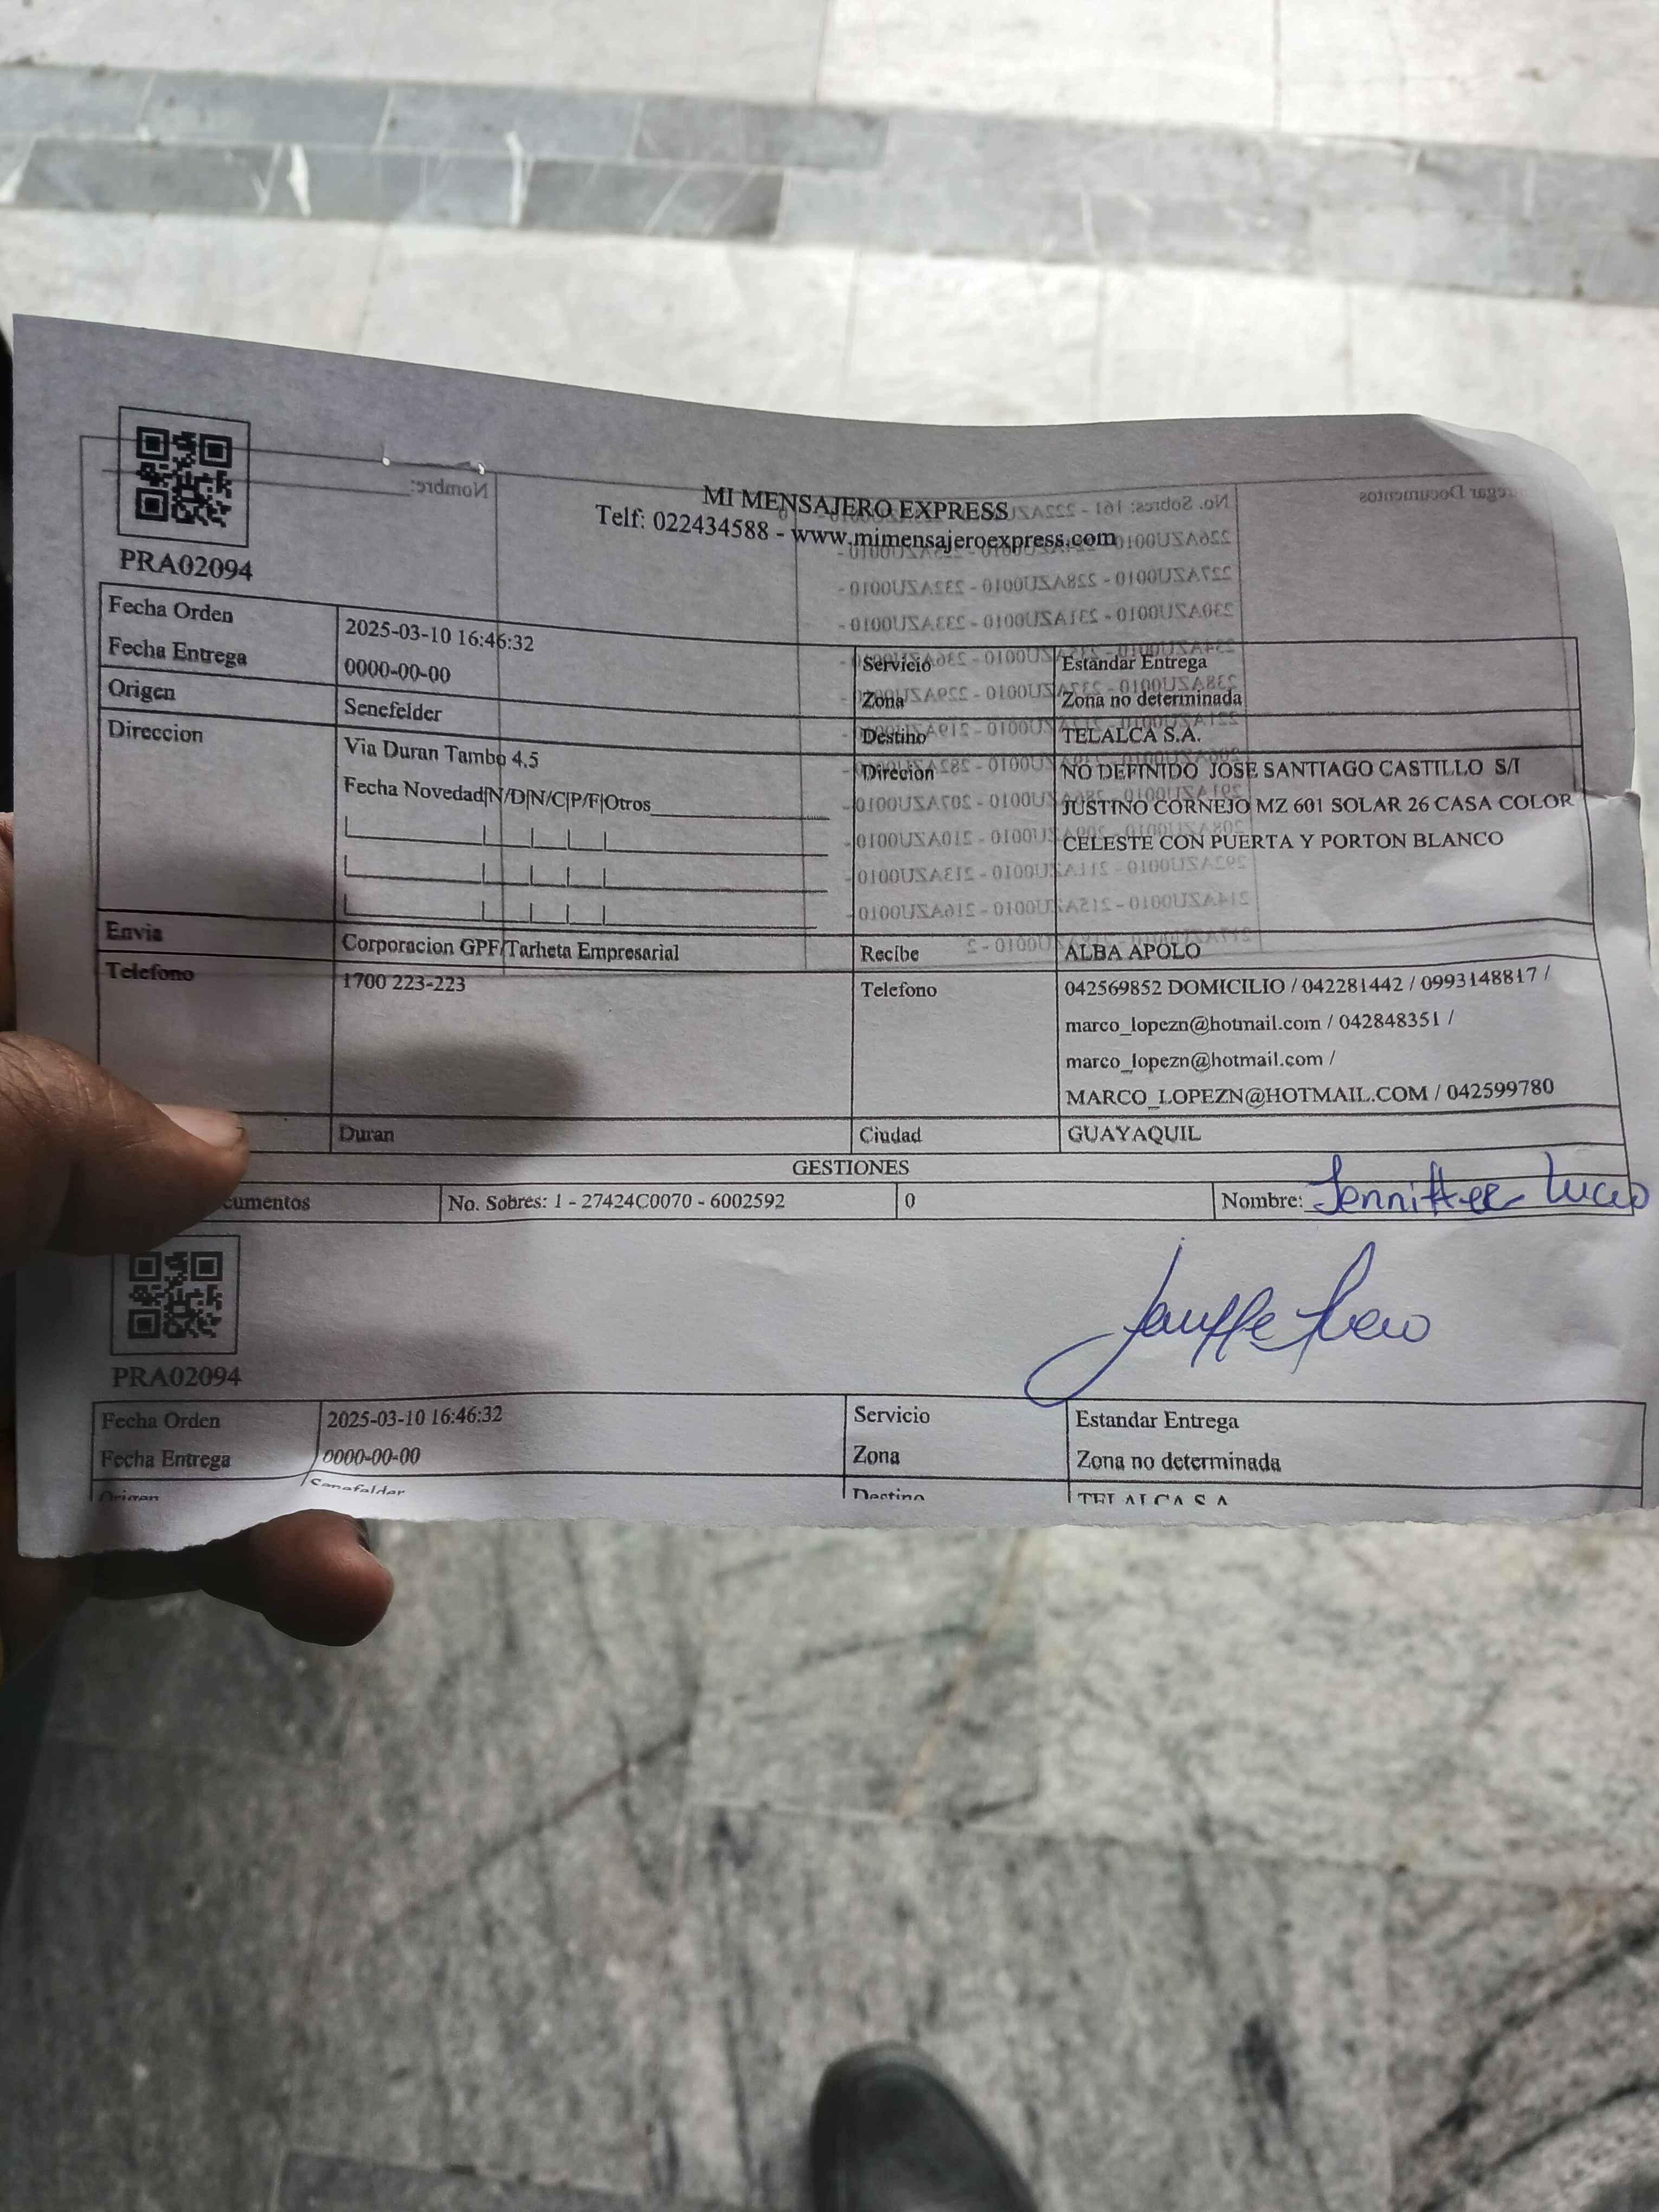 MI MENSAJERO EXPRESS
Telf: 022434588 - www.mimensajeroexpress.com
PRA02094
Fecha Orden 2025-03-10 16:46:32 Servicio Estandar Entrega
Fecha Entrega 0000-00-00 Zona Zona no determinada
Origen Senefelder Destino TELALCA S.A.
Direccion Via Duran Tambo 4.5 Direcion NO DEFINIDO JOSE SANTIAGO CASTILLO S/I
Fecha Novedad|N/D|N/C|P/F|Otros JUSTINO CORNEJO MZ 601 SOLAR 26 CASA COLOR
CELESTE CON PUERTA Y PORTON BLANCO
Envia Corporacion GPF/Tarheta Empresarial Recibe ALBA APOLO
Telefono 1700 223-223 Telefono 042569852 DOMICILIO / 042281442 / 0993148817 /
marco_lopezn@hotmail.com / 042848351 /
marco_lopezn@hotmail.com /
MARCO_LOPEZN@HOTMAIL.COM / 042599780
Duran Ciudad GUAYAQUIL
GESTIONES
cumentos No. Sobres: 1 - 27424C0070 - 6002592 0 Nombre:
PRA02094
Fecha Orden 2025-03-10 16:46:32 Servicio Estandar Entrega
Fecha Entrega 0000-00-00 Zona Zona no determinada
Origen Senefelder Destino TELALCA S.A.